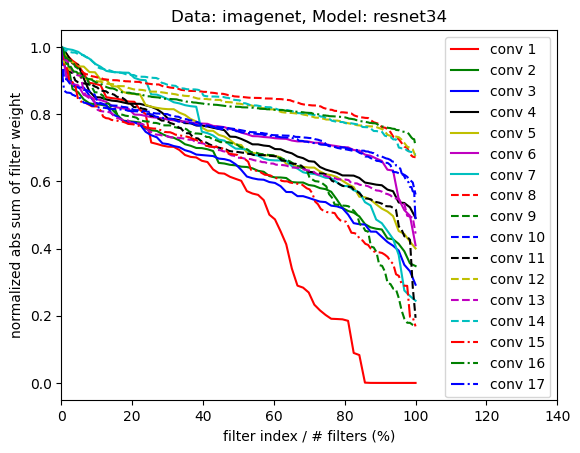 Data: imagenet, Model: resnet34
normalized abs sum of filter weight
1.0
0.8
0.6
0.4
0.2
0.0
0
20
40
60
80
100
120
140
filter index / # filters (%)
conv 1
conv 2
conv 3
conv 4
conv 5
conv 6
conv 7
conv 8
conv 9
conv 10
conv 11
conv 12
conv 13
conv 14
conv 15
conv 16
conv 17